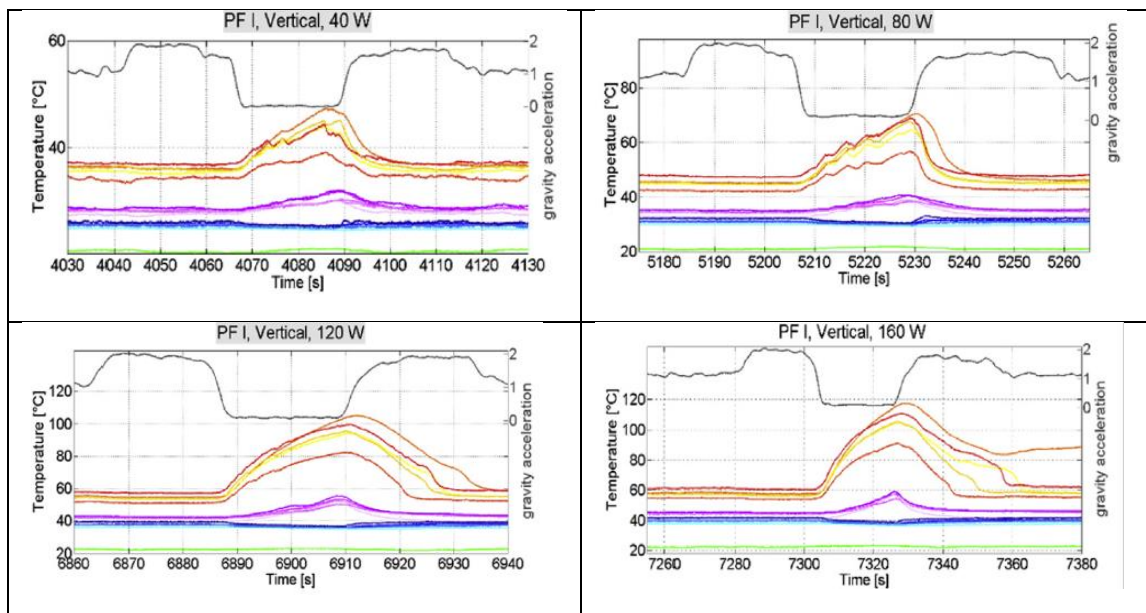 PF I, Vertical, 40 W
60
40
Temperature [°C]
2
1
0
gravity acceleration
4030 4040 4050 4060 4070 4080 4090 4100 4110 4120 4130
Time [s]
PF I, Vertical, 80 W
80
60
40
20
Temperature [°C]
2
1
0
gravity acceleration
5180 5190 5200 5210 5220 5230 5240 5250 5260
Time [s]
PF I, Vertical, 120 W
120
100
80
60
40
20
Temperature [°C]
2
1
0
gravity acceleration
6860 6870 6880 6890 6900 6910 6920 6930 6940
Time [s]
PF I, Vertical, 160 W
120
100
80
60
40
20
Temperature [°C]
2
1
0
gravity acceleration
7260 7280 7300 7320 7340 7360 7380
Time [s]